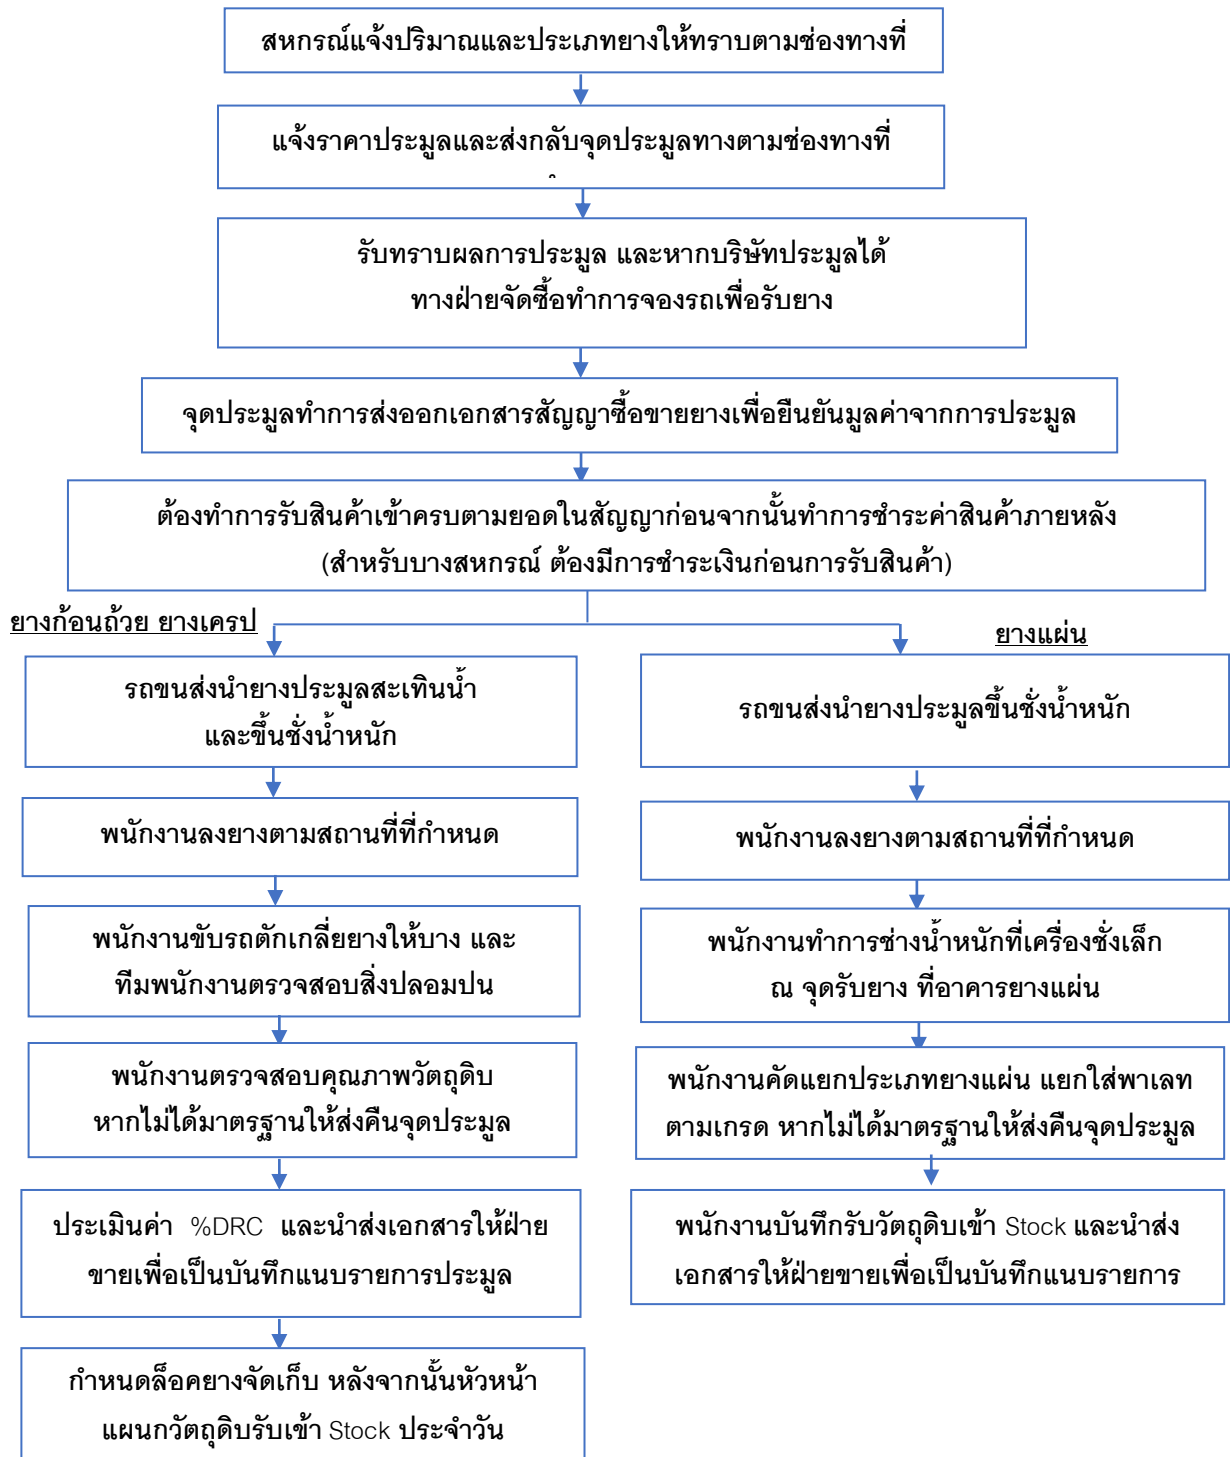 สหกรณ์แจ้งปริมาณและประเภทยางให้ทราบตามช่องทางที่
แจ้งราคาประมูลและส่งกลับจุดประมูลทางตามช่องทางที่
รับทราบผลการประมูล และหากบริษัทประมูลได้
ทางฝ่ายจัดซื้อทำการจองรถเพื่อรับยาง
จุดประมูลทำการส่งออกเอกสารสัญญาซื้อขายยางเพื่อยืนยันมูลค่าจากการประมูล
ต้องทำการรับสินค้าเข้าครบตามยอดในสัญญาก่อนจากนั้นทำการชำระค่าสินค้าภายหลัง
(สำหรับบางสหกรณ์ ต้องมีการชำระเงินก่อนการรับสินค้า)
ยางก้อนถ้วย ยางเครป
รถขนส่งนำยางประมูลสะเทินน้ำ
และขึ้นชั่งน้ำหนัก
พนักงานลงยางตามสถานที่ที่กำหนด
พนักงานขับรถตักเกลี่ยยางให้บาง และ
ทีมพนักงานตรวจสอบสิ่งปลอมปน
พนักงานตรวจสอบคุณภาพวัตถุดิบ
หากไม่ได้มาตรฐานให้ส่งคืนจุดประมูล
ประเมินค่า %DRC และนำส่งเอกสารให้ฝ่าย
ขายเพื่อเป็นบันทึกแนบรายการประมูล
กำหนดล็อคยางจัดเก็บ หลังจากนั้นหัวหน้า
แผนกวัตถุดิบรับเข้า Stock ประจำวัน
ยางแผ่น
รถขนส่งนำยางประมูลขึ้นชั่งน้ำหนัก
พนักงานลงยางตามสถานที่ที่กำหนด
พนักงานทำการช่างน้ำหนักที่เครื่องชั่งเล็ก
ณ จุดรับยาง ที่อาคารยางแผ่น
พนักงานคัดแยกประเภทยางแผ่น แยกใส่พาเลท
ตามเกรด หากไม่ได้มาตรฐานให้ส่งคืนจุดประมูล
พนักงานบันทึกรับวัตถุดิบเข้า Stock และนำส่ง
เอกสารให้ฝ่ายขายเพื่อเป็นบันทึกแนบรายการ